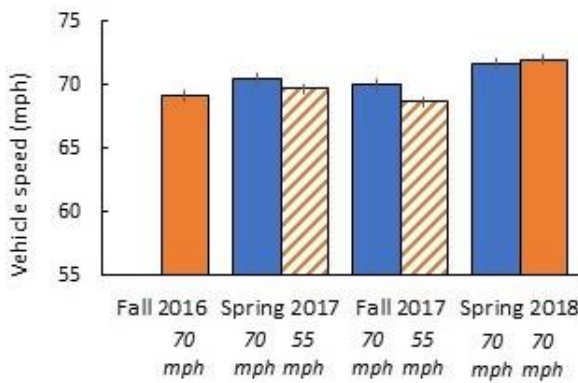 75
70
65
60
55
Vehicle speed (mph)
Fall 2016 Spring 2017 Fall 2017 Spring 2018
70 70 55 70 55 70 70
mph mph mph mph mph mph mph